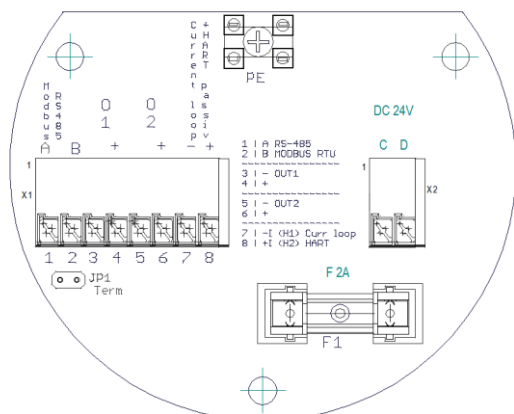 PE
Modbus
RS485
Current loop
+HART passiv
O O
1 2
A B - + - + - +
DC 24V
C D
1
X1
1 | A RS-485
2 | B MODBUS RTU
3 | - OUT1
4 | +
5 | - OUT2
6 | +
7 | -I (H1) Curr loop
8 | +I (H2) HART
1
X2
1 2 3 4 5 6 7 8
JP1
Term
F 2A
F1